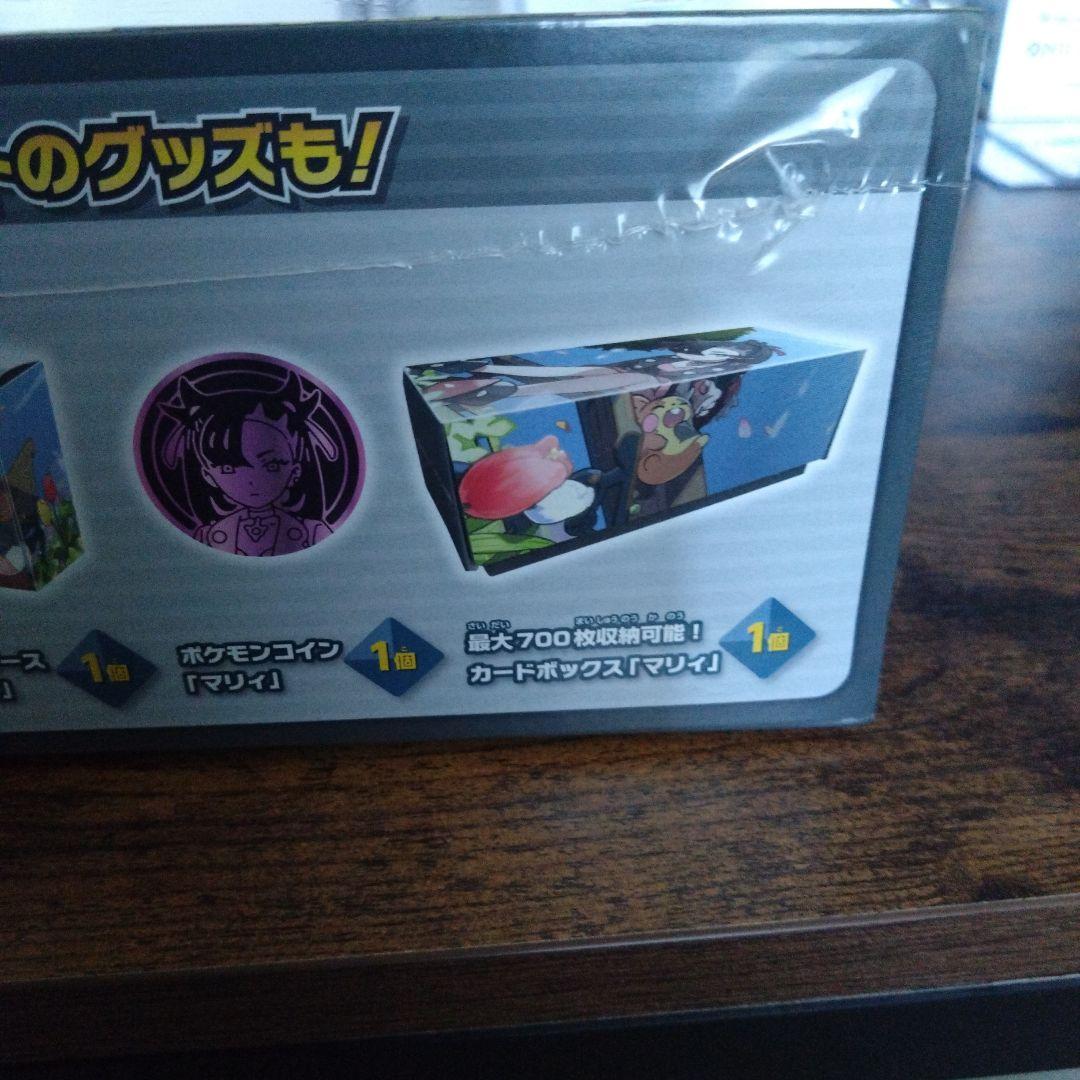 ーのグッズも!
ース
」
1個
ポケモンコイン
「マリィ」
1個
さいだい まいしゅうのうかのう
最大700枚収納可能!
カードボックス「マリィ」
1個